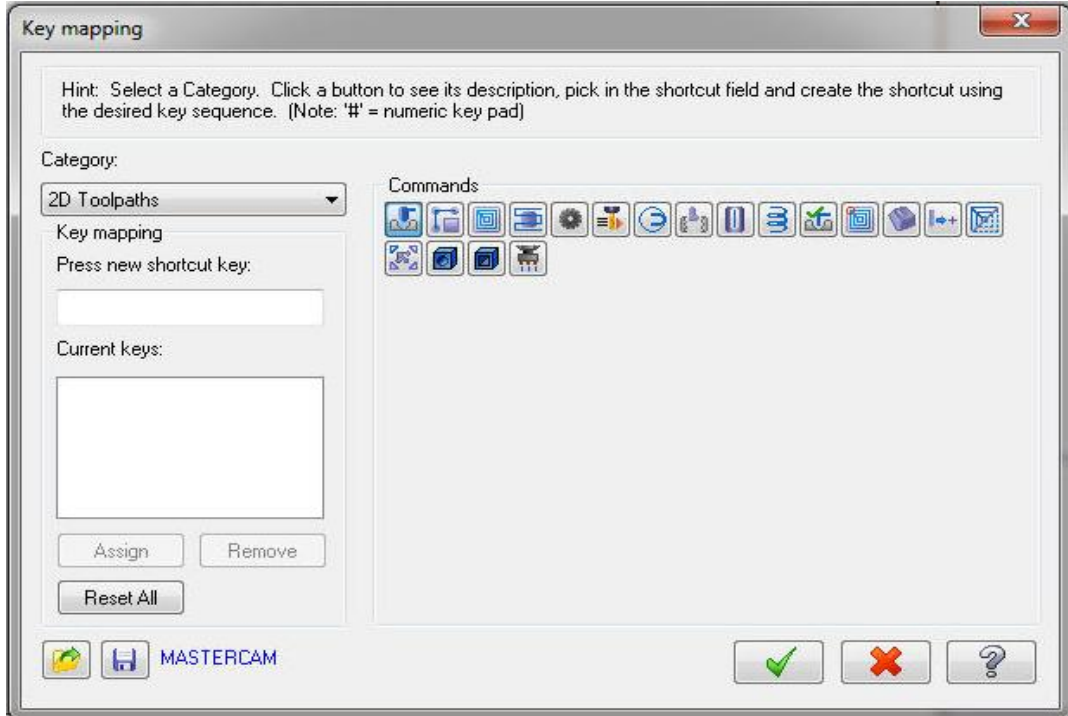 Key mapping
Hint: Select a Category. Click a button to see its description, pick in the shortcut field and create the shortcut using
the desired key sequence. (Note: '#' = numeric key pad)
Category:
2D Toolpaths
Commands
Key mapping
Press new shortcut key:
Current keys:
Assign
Remove
Reset All
MASTERCAM